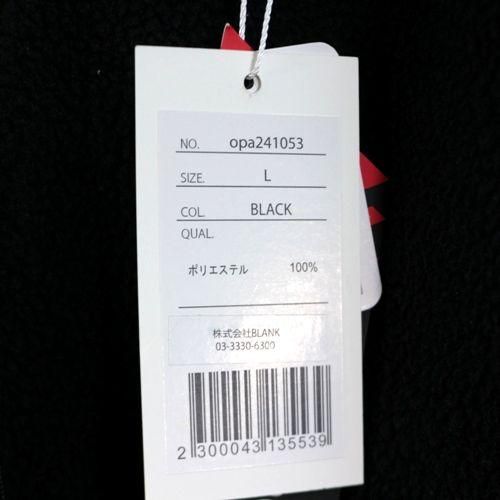 NO. opa241053
SIZE. L
COL. BLACK
QUAL.
ポリエステル 100%
株式会社BLANK
03-3330-6300
2 300043 135539